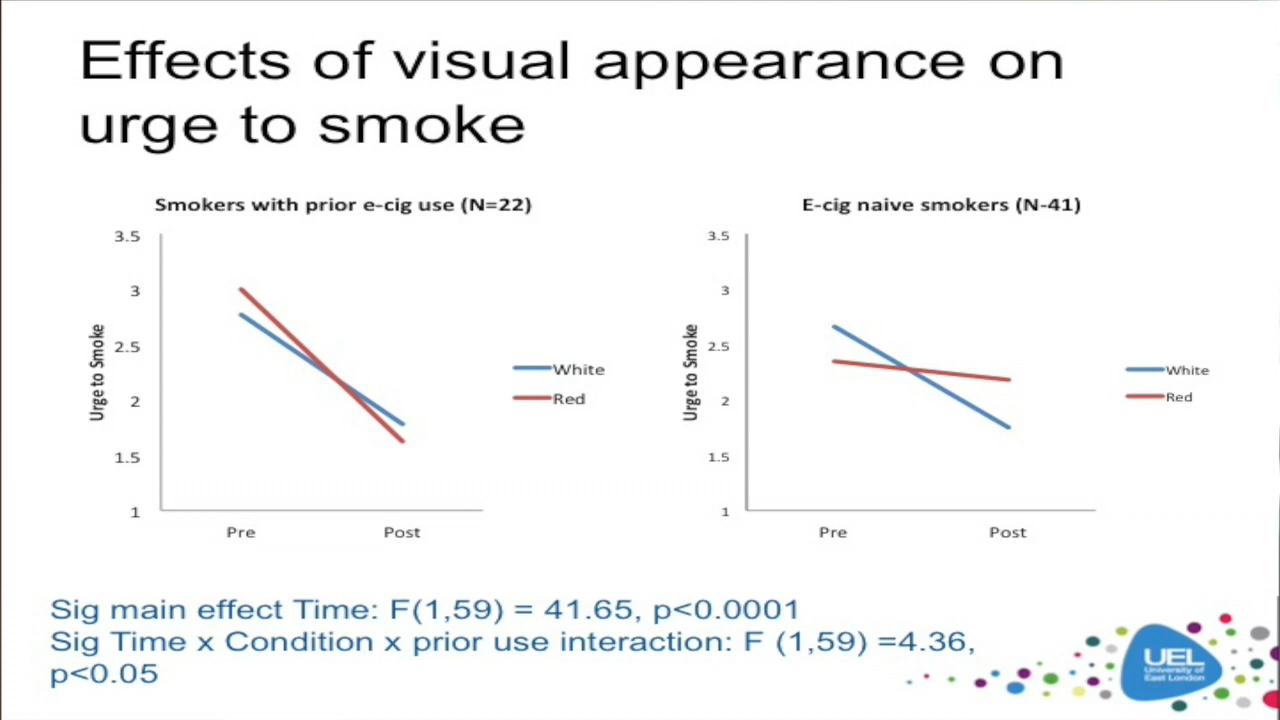 Effects of visual appearance on
urge to smoke
Smokers with prior e-cig use (N=22)
3.5
3
2.5
2
1.5
1
Urge to Smoke
Pre
Post
White
Red
E-cig naive smokers (N-41)
3.5
3
2.5
2
1.5
1
Urge to Smoke
Pre
Post
White
Red
Sig main effect Time: F(1,59) = 41.65, p<0.0001
Sig Time x Condition x prior use interaction: F (1,59) =4.36,
p<0.05
UEL
University of
East London